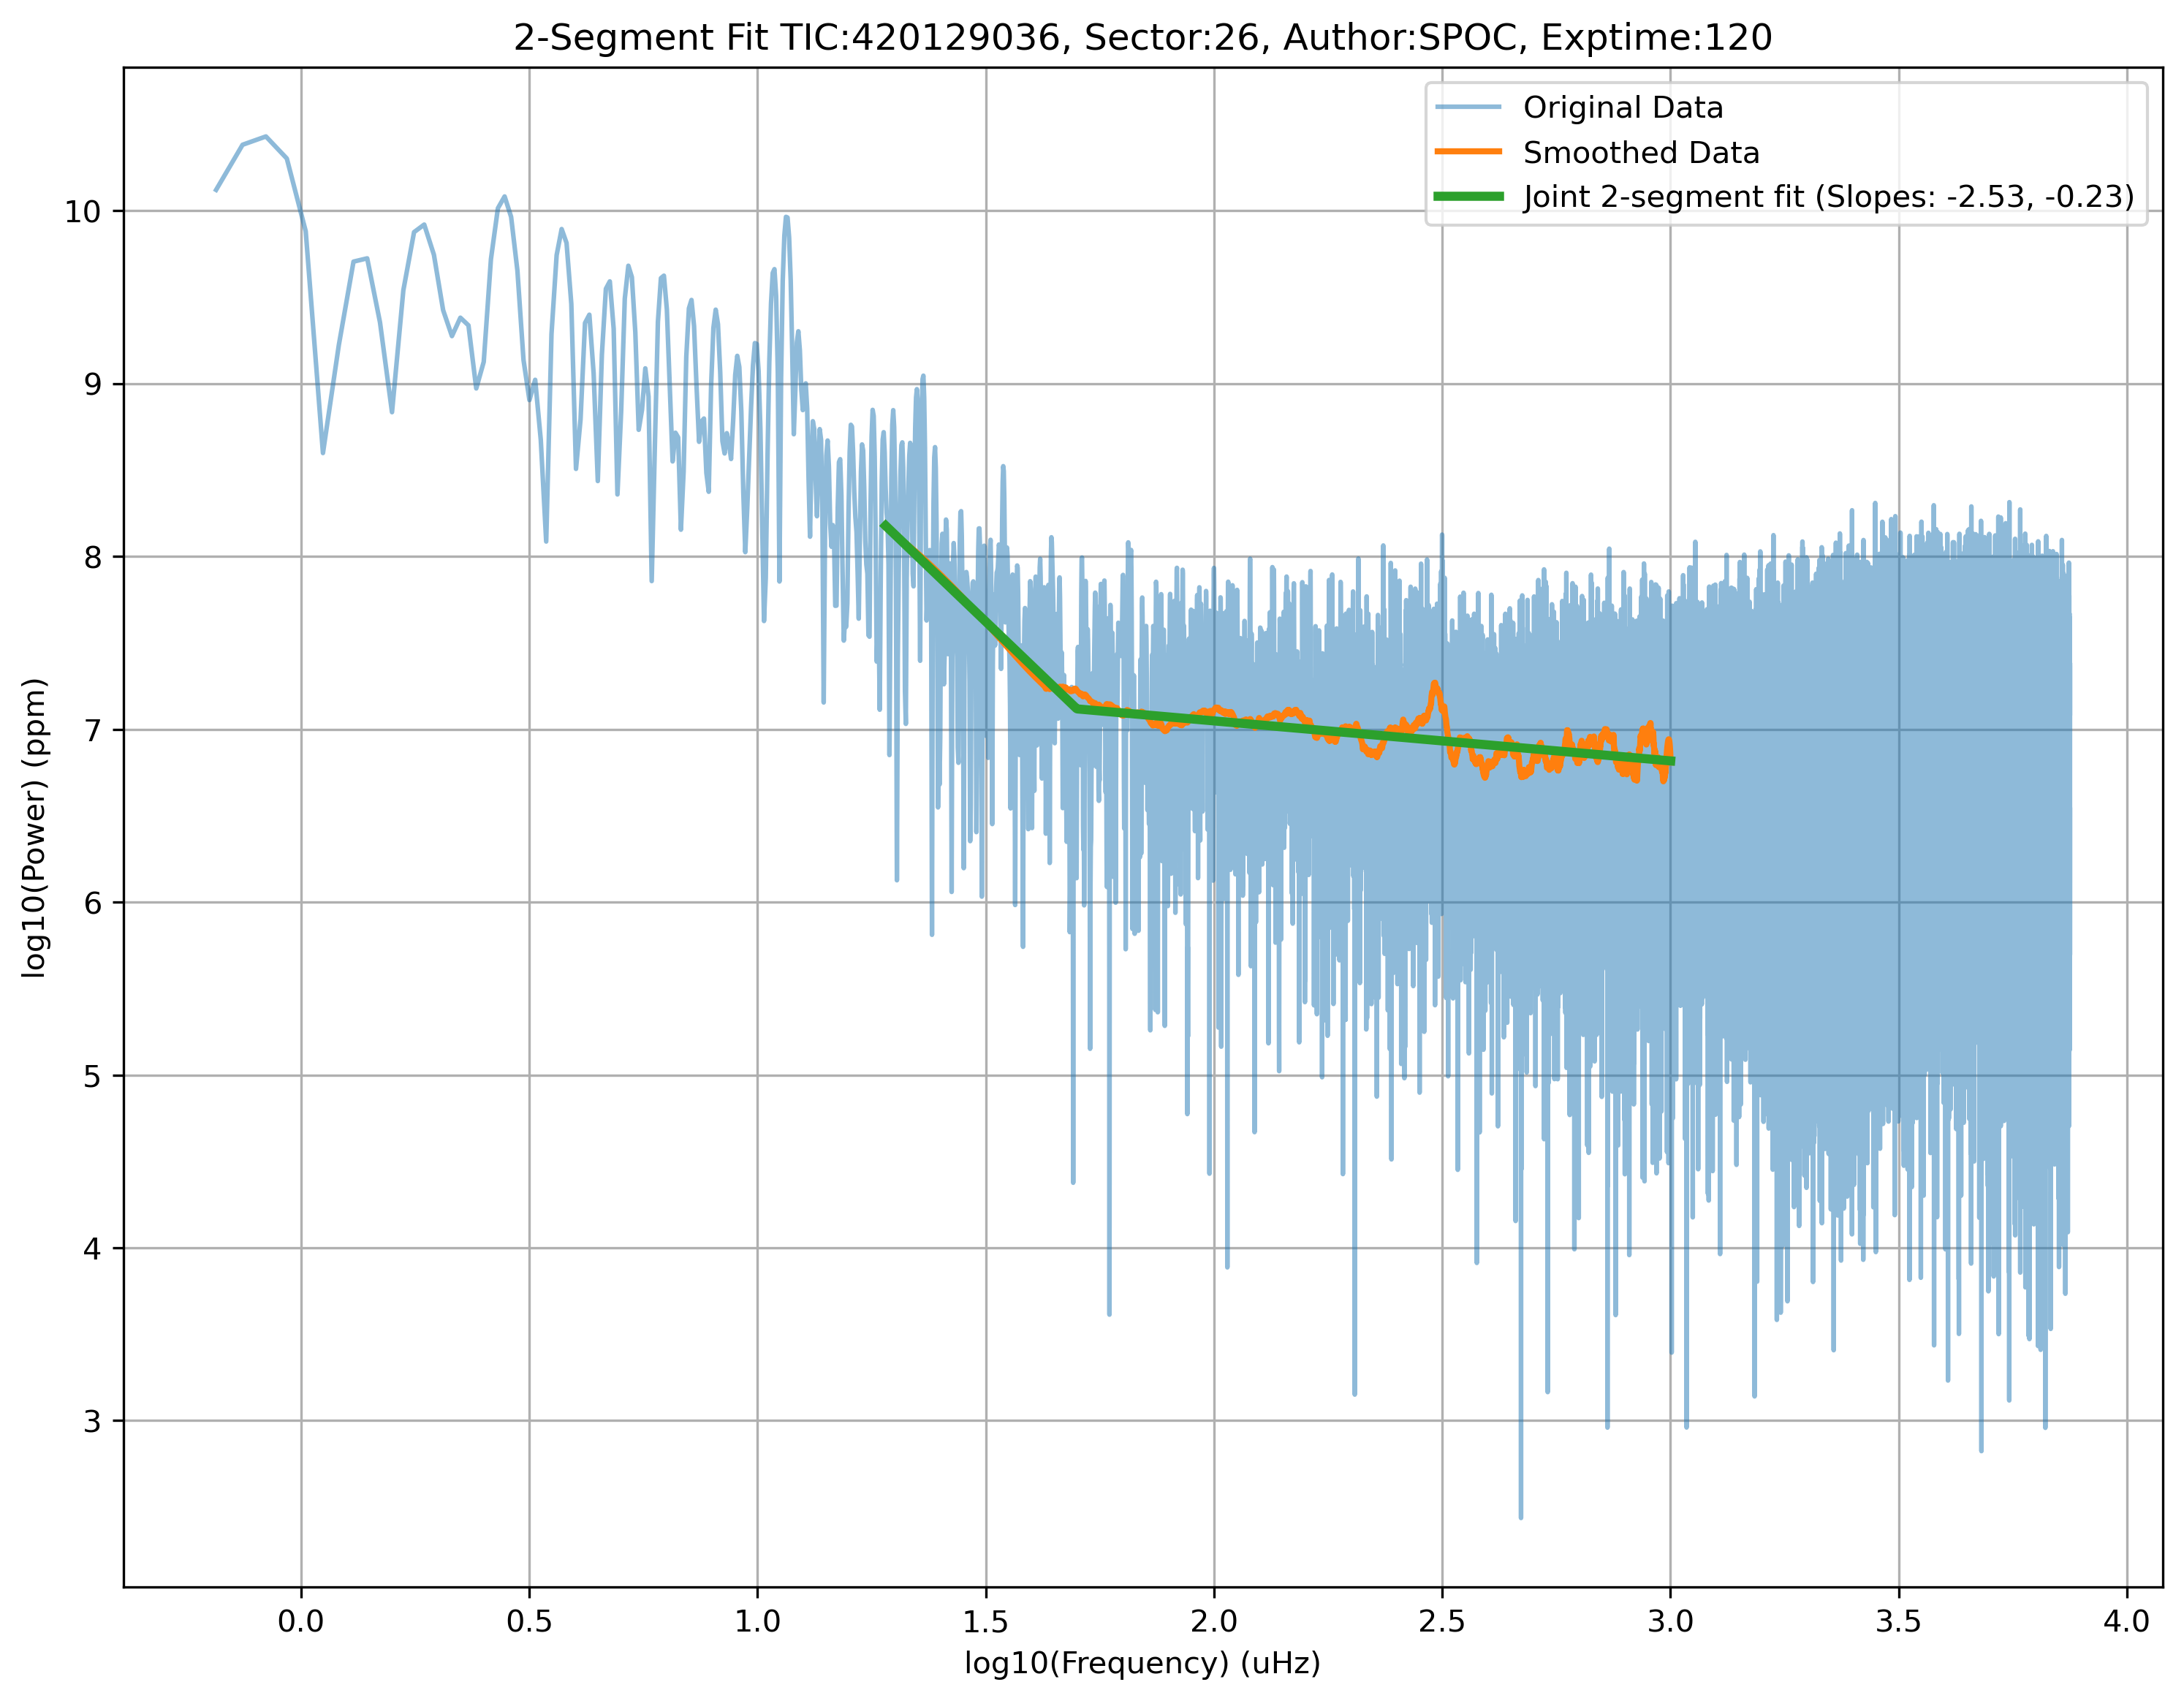 2-Segment Fit TIC:420129036, Sector:26, Author:SPOC, Exptime:120
Original Data
Smoothed Data
Joint 2-segment fit (Slopes: -2.53, -0.23)
log10(Power) (ppm)
10
9
8
7
6
5
4
3
0.0 0.5 1.0 1.5 2.0 2.5 3.0 3.5 4.0
log10(Frequency) (uHz)